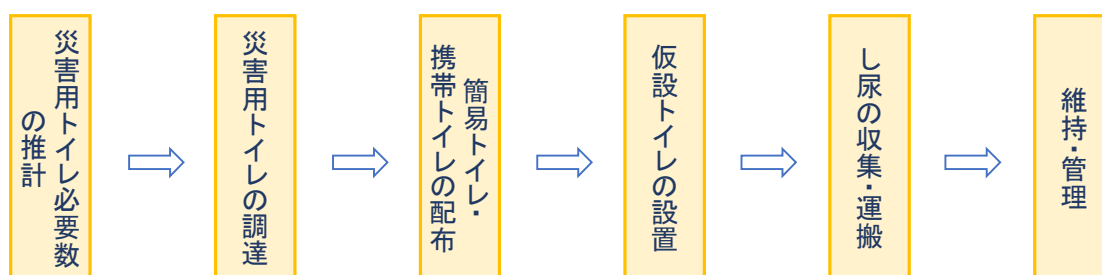 災害用トイレ必要数
の推計
災害用トイレの調達
簡易トイレ・
携帯トイレの配布
仮設トイレの設置
し尿の収集・運搬
維持・管理